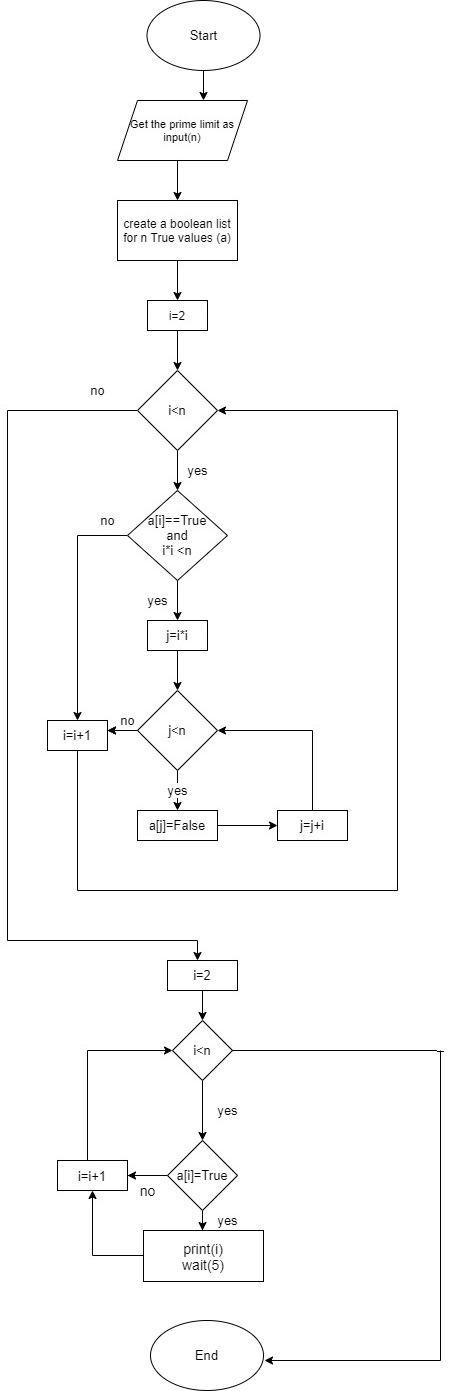 Start
Get the prime limit as
input(n)
create a boolean list
for n True values (a)
i=2
no
i<n
yes
no
a[i]==True
and
i*i <n
yes
j=i*i
no
j<n
i=i+1
yes
a[j]=False
j=j+i
i=2
i<n
yes
a[i]=True
i=i+1
no
yes
print(i)
wait(5)
End